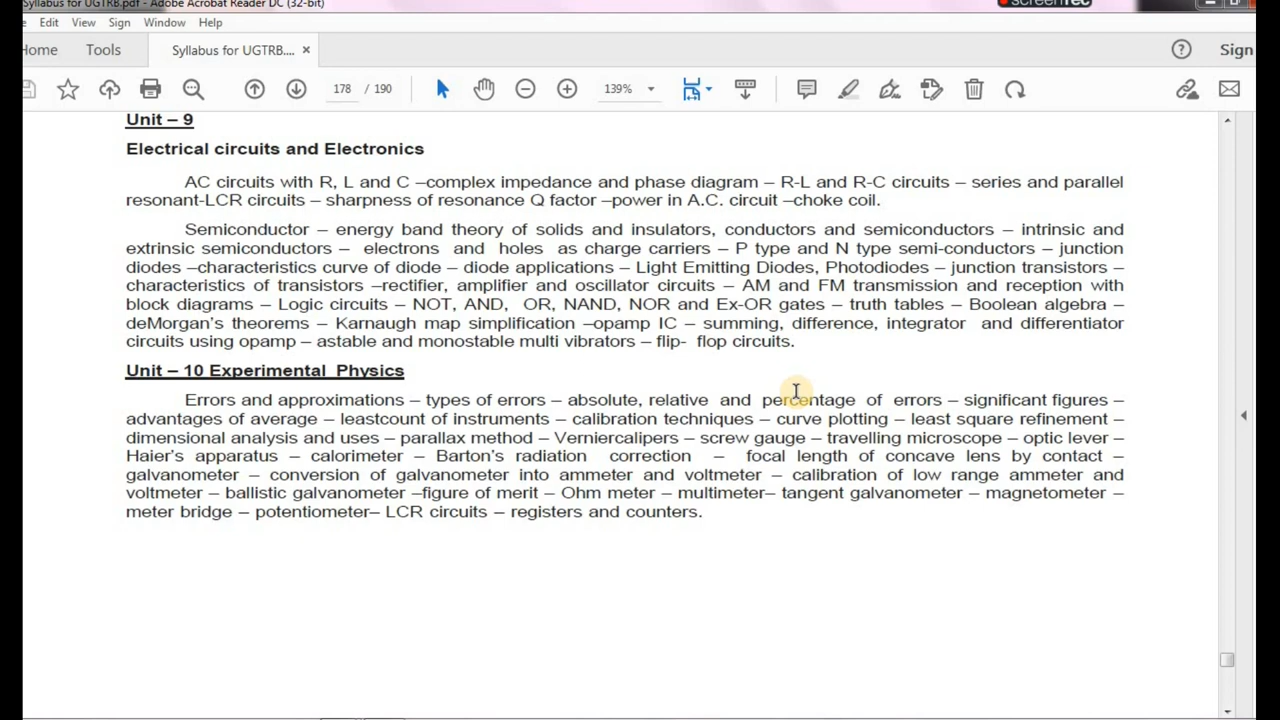 Syllabus for UGTRB.pdf - Adobe Acrobat Reader DC (32-bit)
Edit View Sign Window Help
Home Tools Syllabus for UGTRB.... × Sign
178 / 190 139%
Unit – 9
Electrical circuits and Electronics
AC circuits with R, L and C –complex impedance and phase diagram – R-L and R-C circuits – series and parallel
resonant-LCR circuits – sharpness of resonance Q factor –power in A.C. circuit –choke coil.
Semiconductor – energy band theory of solids and insulators, conductors and semiconductors – intrinsic and
extrinsic semiconductors – electrons and holes as charge carriers – P type and N type semi-conductors – junction
diodes –characteristics curve of diode – diode applications – Light Emitting Diodes, Photodiodes – junction transistors –
characteristics of transistors –rectifier, amplifier and oscillator circuits – AM and FM transmission and reception with
block diagrams – Logic circuits – NOT, AND, OR, NAND, NOR and Ex-OR gates – truth tables – Boolean algebra –
deMorgan's theorems – Karnaugh map simplification –opamp IC – summing, difference, integrator and differentiator
circuits using opamp – astable and monostable multi vibrators – flip- flop circuits.
Unit – 10 Experimental Physics
Errors and approximations – types of errors – absolute, relative and percentage of errors – significant figures –
advantages of average – leastcount of instruments – calibration techniques – curve plotting – least square refinement –
dimensional analysis and uses – parallax method – Verniercalipers – screw gauge – travelling microscope – optic lever –
Haier's apparatus – calorimeter – Barton's radiation correction – focal length of concave lens by contact –
galvanometer – conversion of galvanometer into ammeter and voltmeter – calibration of low range ammeter and
voltmeter – ballistic galvanometer –figure of merit – Ohm meter – multimeter– tangent galvanometer – magnetometer –
meter bridge – potentiometer– LCR circuits – registers and counters.